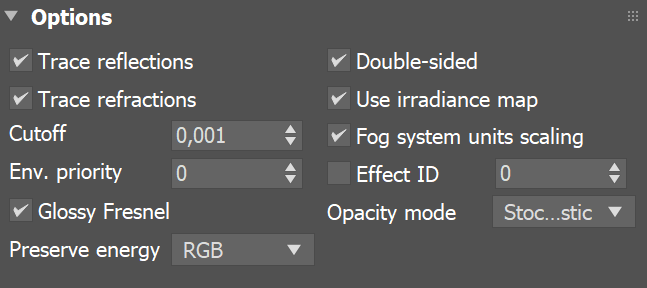 Options
Trace reflections
Double-sided
Trace refractions
Use irradiance map
Cutoff 0,001
Fog system units scaling
Env. priority 0
Effect ID 0
Glossy Fresnel
Opacity mode Stoc...stic
Preserve energy RGB